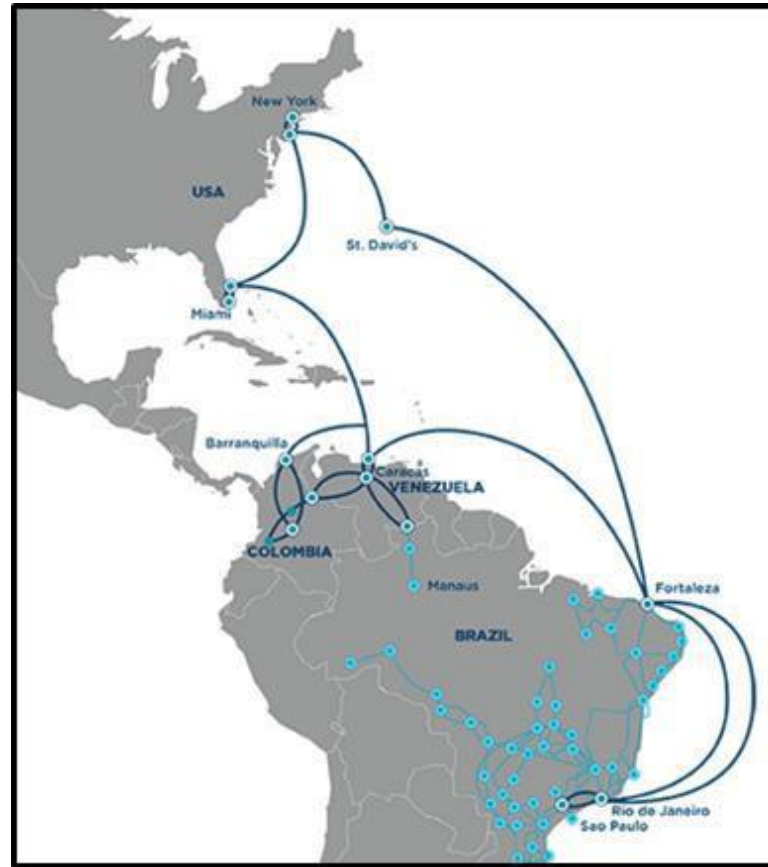 New York
USA
St. David's
Miami
Barranquilla
Caracas
VENEZUELA
COLOMBIA
Manaus
Fortaleza
BRAZIL
Rio de Janeiro
Sao Paulo